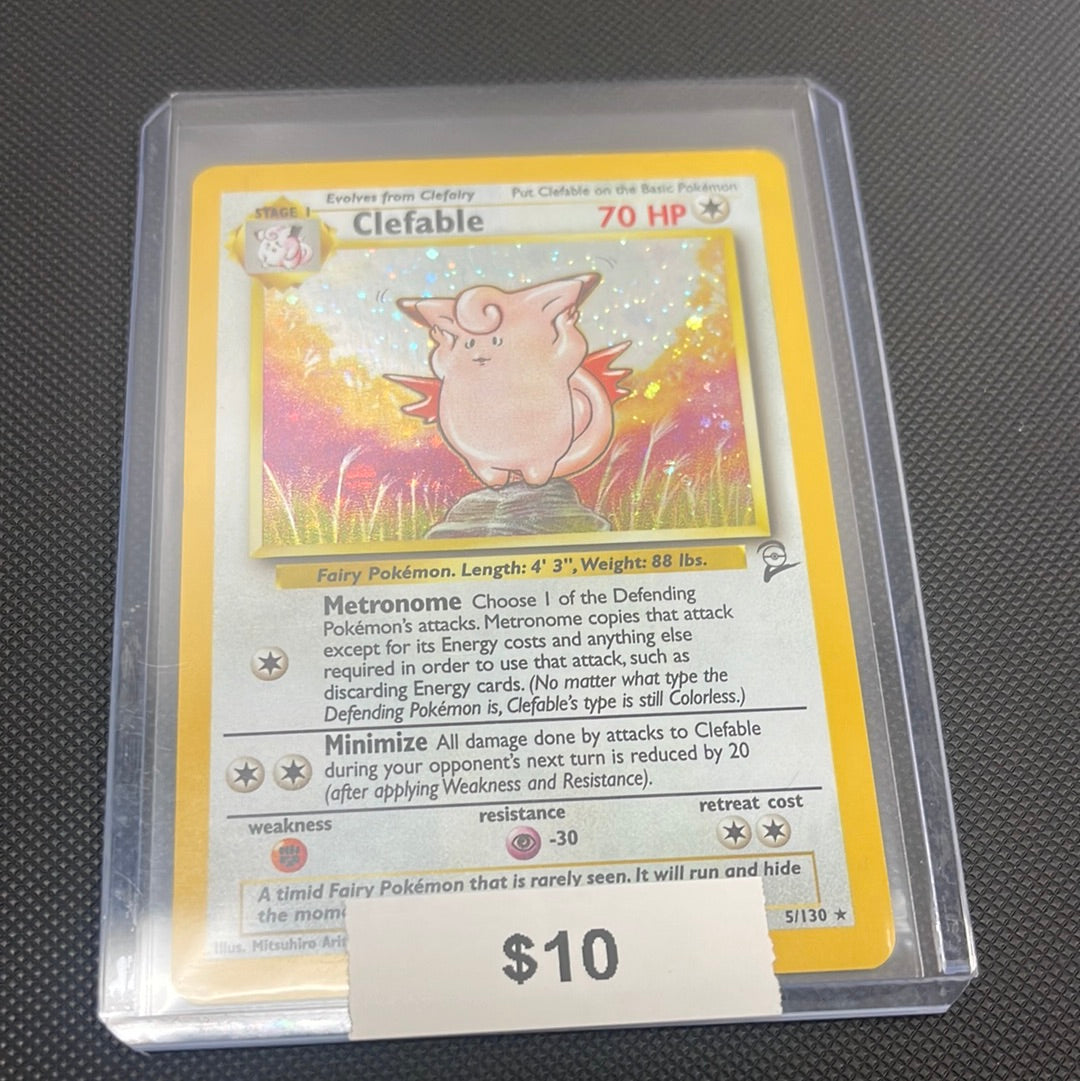 Evolves from Clefairy Put Clefable on the Basic Pokémon
STAGE 1
Clefable 70 HP
Fairy Pokémon. Length: 4' 3", Weight: 88 lbs.
Metronome Choose 1 of the Defending
Pokémon's attacks. Metronome copies that attack
except for its Energy costs and anything else
required in order to use that attack, such as
discarding Energy cards. (No matter what type the
Defending Pokémon is, Clefable's type is still Colorless.)
Minimize All damage done by attacks to Clefable
during your opponent's next turn is reduced by 20
(after applying Weakness and Resistance).
weakness resistance retreat cost
-30
A timid Fairy Pokémon that is rarely seen. It will run and hide
the mom
5/130 ★
Illus. Mitsuhiro Ari
$10